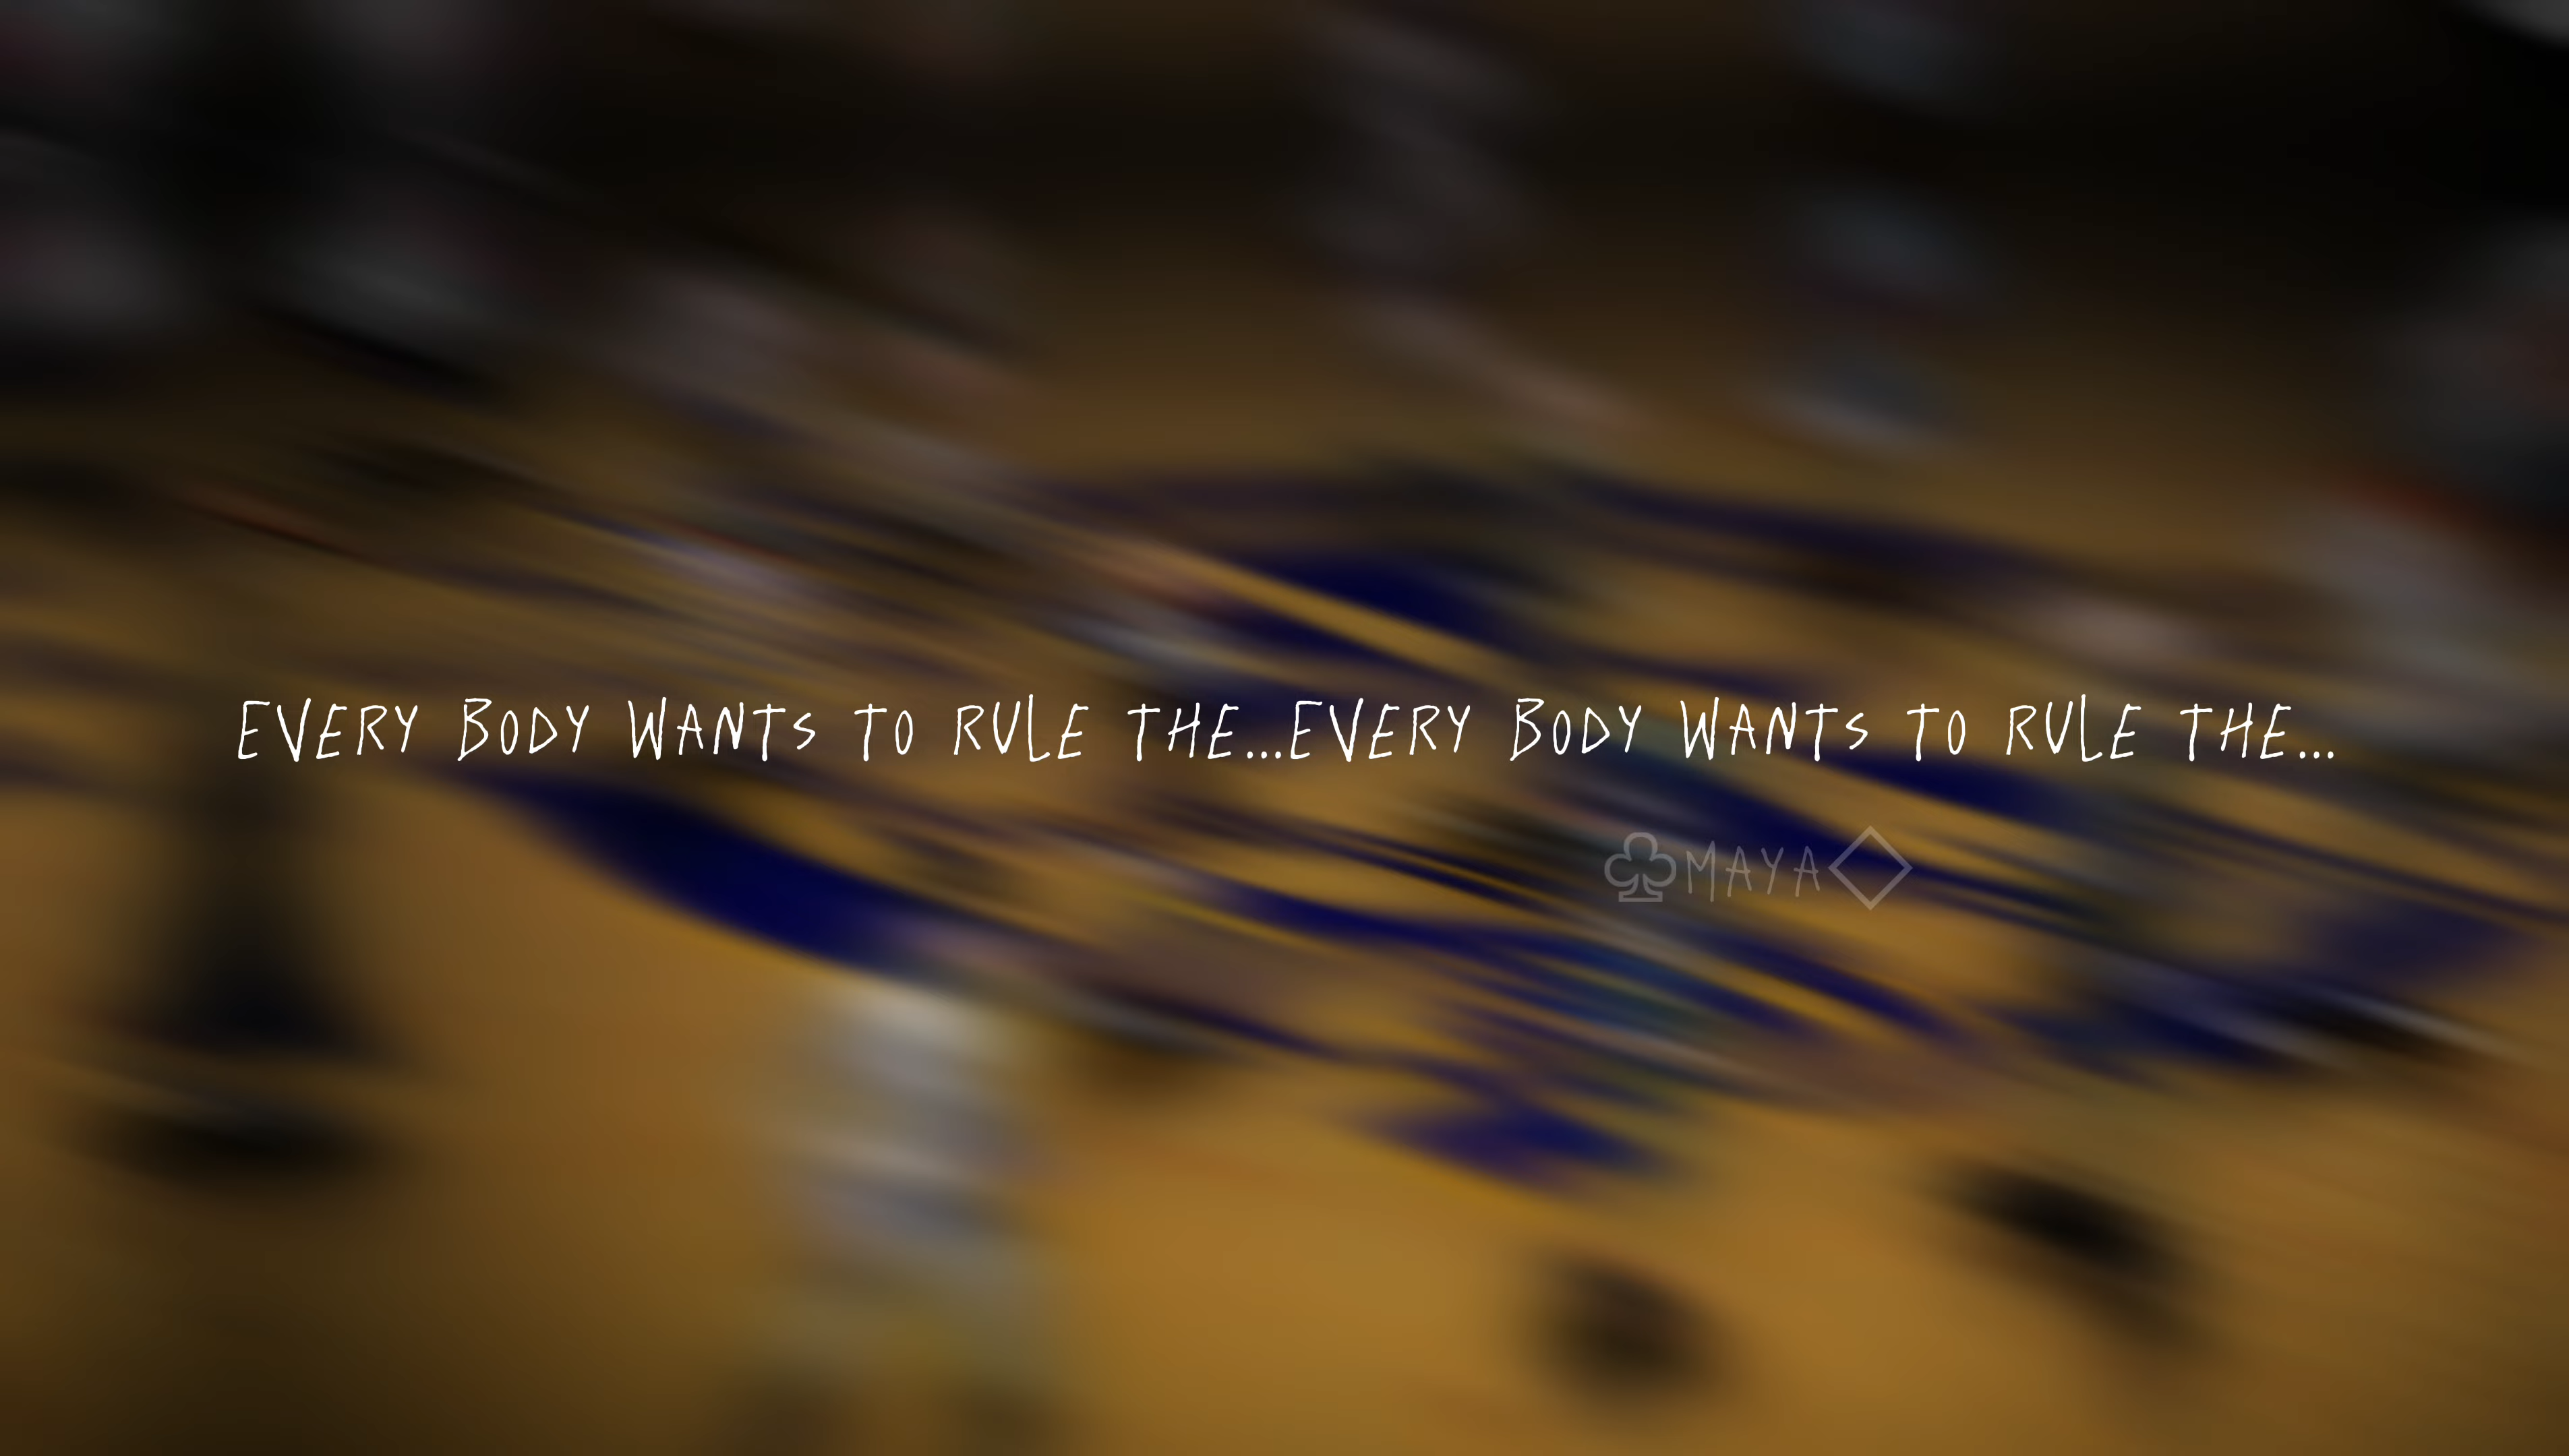 EVERY BODY WANTS TO RULE THE...EVERY BODY WANTS TO RULE THE...
♧MAYA◇